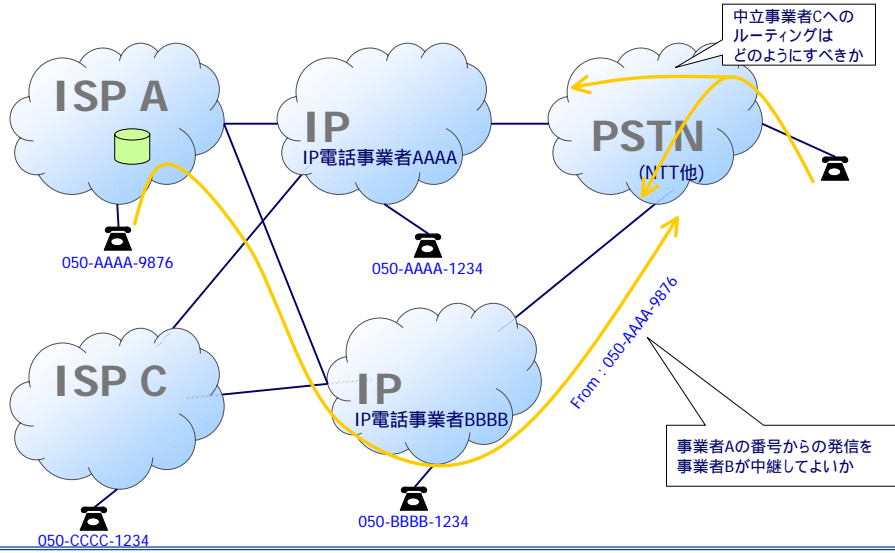 中立事業者Cへの
ルーティングは
どのようにすべきか
ISP A
IP
IP電話事業者AAAA
PSTN
(NTT他)
050-AAAA-9876
050-AAAA-1234
From : 050-AAAA-9876
ISP C
IP
IP電話事業者BBBB
事業者Aの番号からの発信を
事業者Bが中継してよいか
050-BBBB-1234
050-CCCC-1234